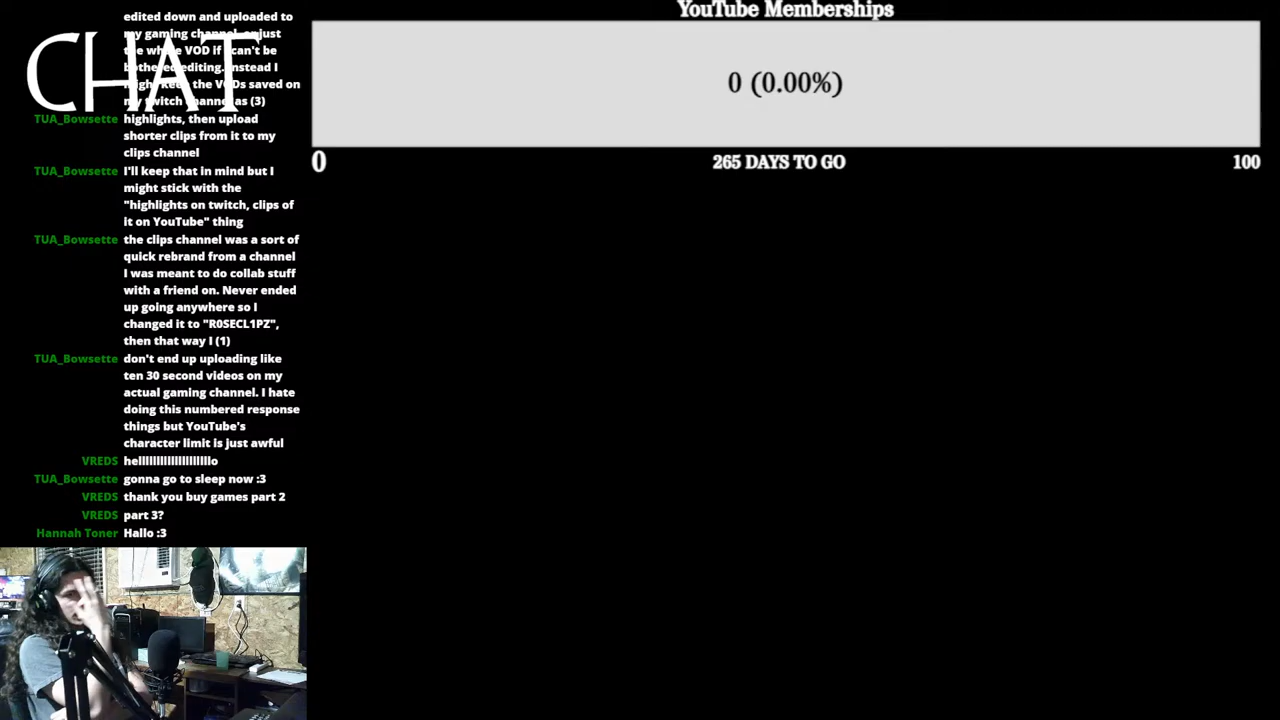 YouTube Memberships
0 (0.00%)
0
265 DAYS TO GO
100
CHAT
edited down and uploaded to
my gaming channel, or just
the whole VOD if I can't be
bothered editing. Instead I
might keep the VODs saved on
my twitch channel as (3)
TUA_Bowsette highlights, then upload
shorter clips from it to my
clips channel
TUA_Bowsette I'll keep that in mind but I
might stick with the
"highlights on twitch, clips of
it on YouTube" thing
TUA_Bowsette the clips channel was a sort of
quick rebrand from a channel
I was meant to do collab stuff
with a friend on. Never ended
up going anywhere so I
changed it to "R0SECL1PZ",
then that way I (1)
TUA_Bowsette don't end up uploading like
ten 30 second videos on my
actual gaming channel. I hate
doing this numbered response
things but YouTube's
character limit is just awful
VREDS helllllllllllllllllllo
TUA_Bowsette gonna go to sleep now :3
VREDS thank you buy games part 2
VREDS part 3?
Hannah Toner Hallo :3